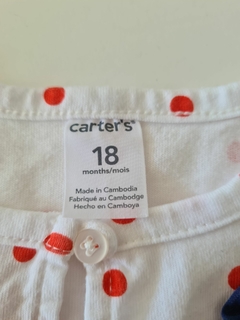 carter's
18
months/mois
Made in Cambodia
Fabriqué au Cambodge
Hecho en Camboya